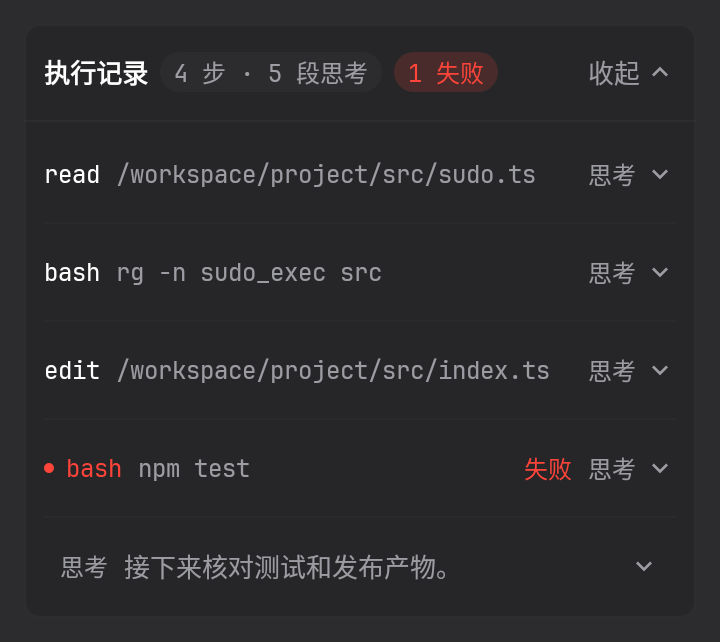 执行记录 4 步 · 5 段思考 1 失败 收起
read /workspace/project/src/sudo.ts 思考
bash rg -n sudo_exec src 思考
edit /workspace/project/src/index.ts 思考
bash npm test 失败 思考
思考 接下来核对测试和发布产物。